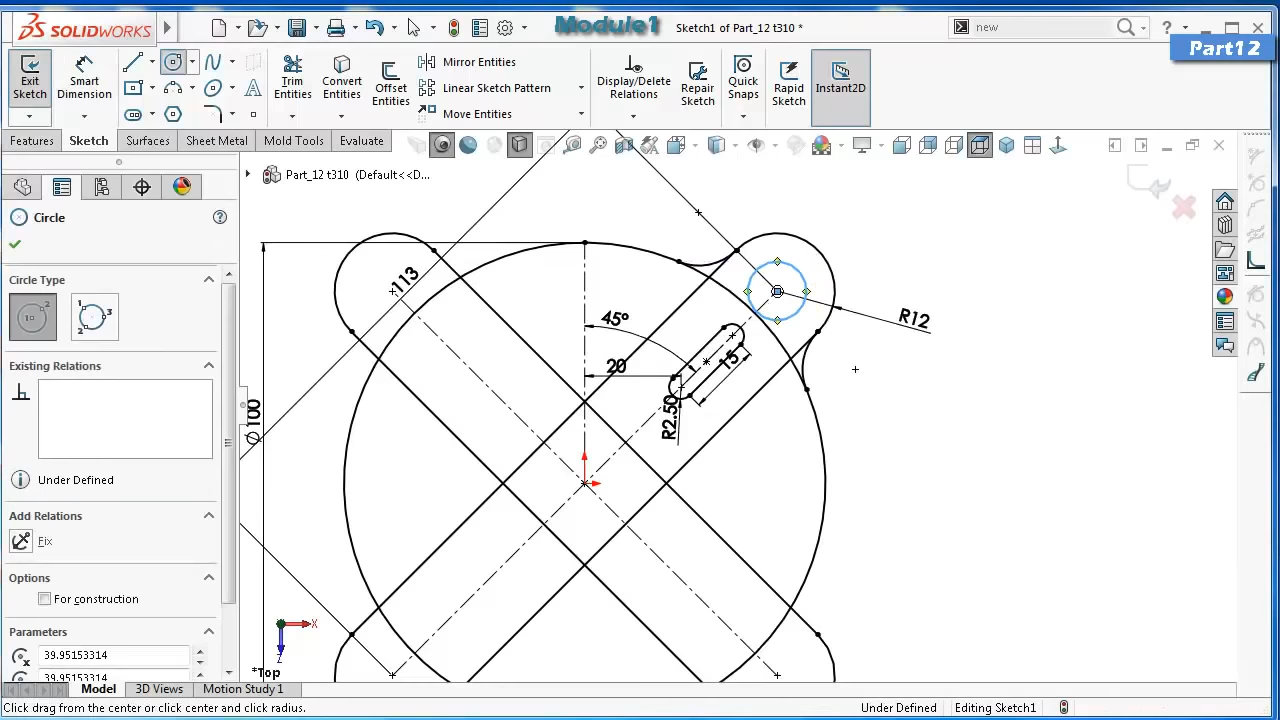 SOLIDWORKS
Module1
Sketch1 of Part_12 t310 *
new
Part12
Exit Sketch
Smart Dimension
Trim Entities
Convert Entities
Offset Entities
Mirror Entities
Linear Sketch Pattern
Move Entities
Display/Delete Relations
Repair Sketch
Quick Snaps
Rapid Sketch
Instant2D
Features
Sketch
Surfaces
Sheet Metal
Mold Tools
Evaluate
Part_12 t310 (Default<<D...
Circle
Circle Type
Existing Relations
Under Defined
Add Relations
Fix
Options
For construction
Parameters
39.95153314
39.95153314
113
45°
20
15
R2.50
R12
Ø 100
X
Z
*Top
Model
3D Views
Motion Study 1
Click drag from the center or click center and click radius.
Under Defined
Editing Sketch1